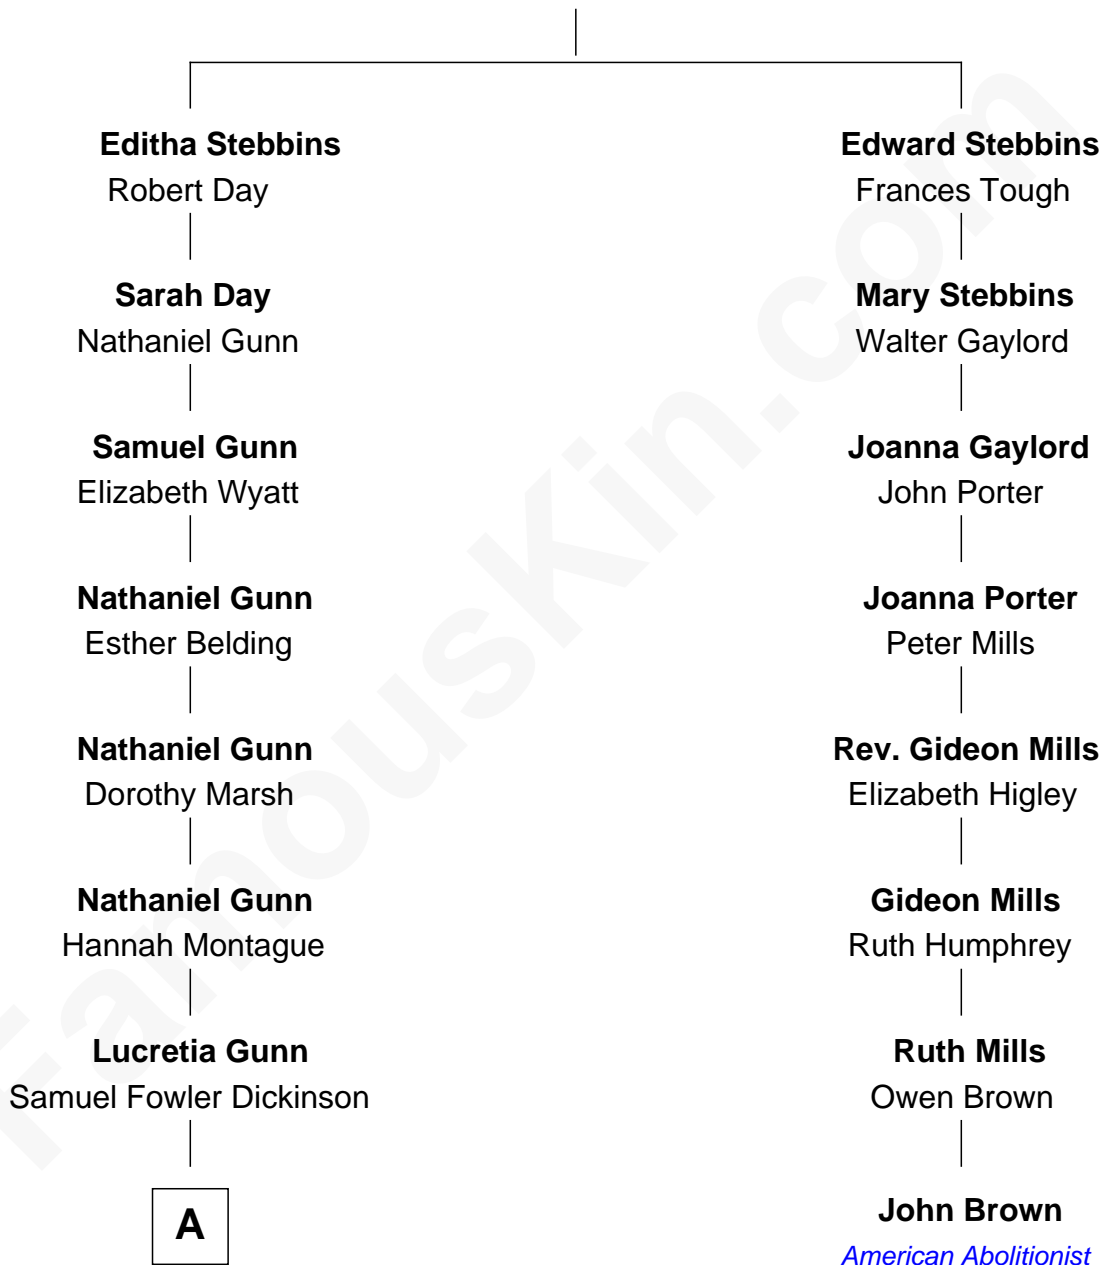 Editha Stebbins
Robert Day
Sarah Day
Nathaniel Gunn
Samuel Gunn
Elizabeth Wyatt
Nathaniel Gunn
Esther Belding
Nathaniel Gunn
Dorothy Marsh
Nathaniel Gunn
Hannah Montague
Lucretia Gunn
Samuel Fowler Dickinson
A
Edward Stebbins
Frances Tough
Mary Stebbins
Walter Gaylord
Joanna Gaylord
John Porter
Joanna Porter
Peter Mills
Rev. Gideon Mills
Elizabeth Higley
Gideon Mills
Ruth Humphrey
Ruth Mills
Owen Brown
John Brown
American Abolitionist
FamousKin.com